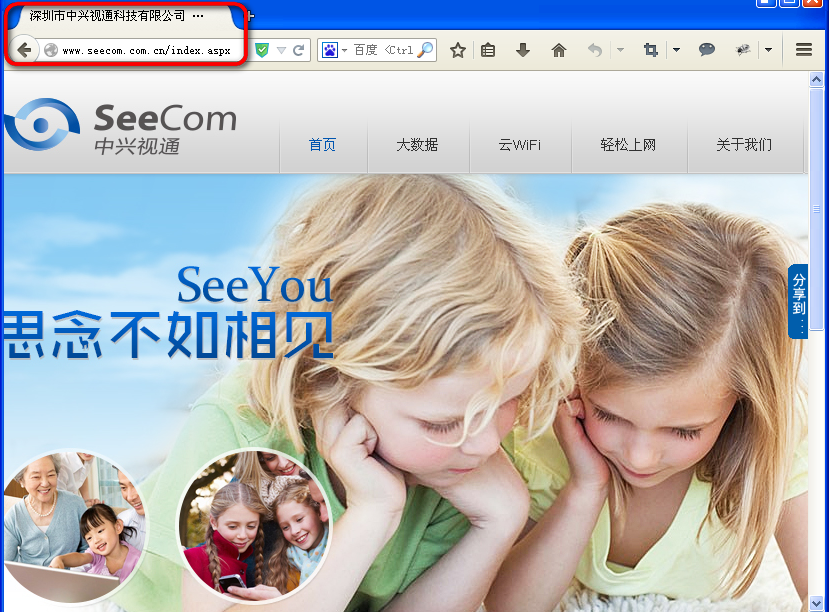 深圳市中兴视通科技有限公司 ...
www.seecom.com.cn/index.aspx
百度 <Ctrl
SeeCom
中兴视通
首页
大数据
云WiFi
轻松上网
关于我们
SeeYou
思念不如相见
分享到